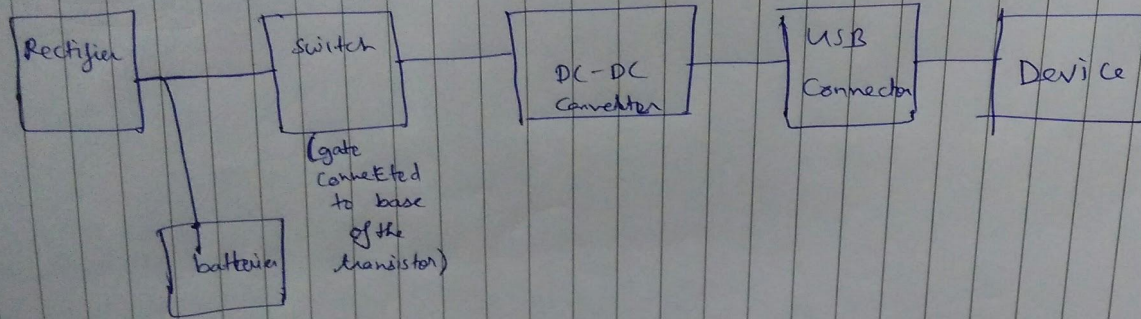 Rectifier
Switch
(gate
connected
to base
of the
transistor)
batteries
DC-DC
Converter
USB
Connector
Device